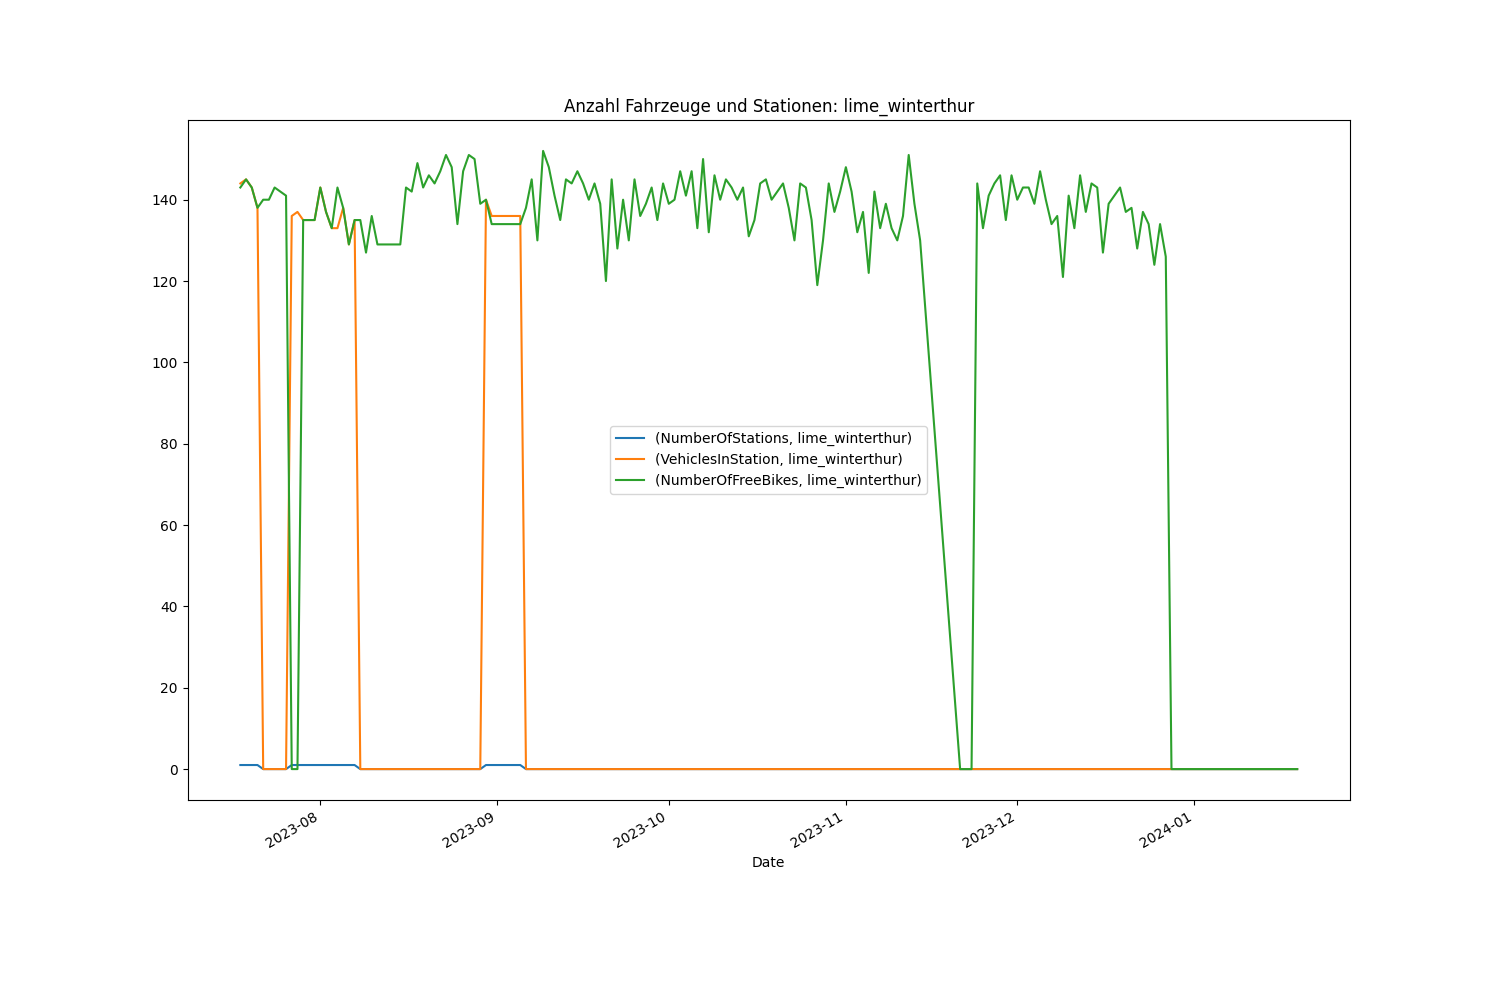 Anzahl Fahrzeuge und Stationen: lime_winterthur
140
120
100
80
60
40
20
0
(NumberOfStations, lime_winterthur)
(VehiclesInStation, lime_winterthur)
(NumberOfFreeBikes, lime_winterthur)
2023-08
2023-09
2023-10
2023-11
2023-12
2024-01
Date